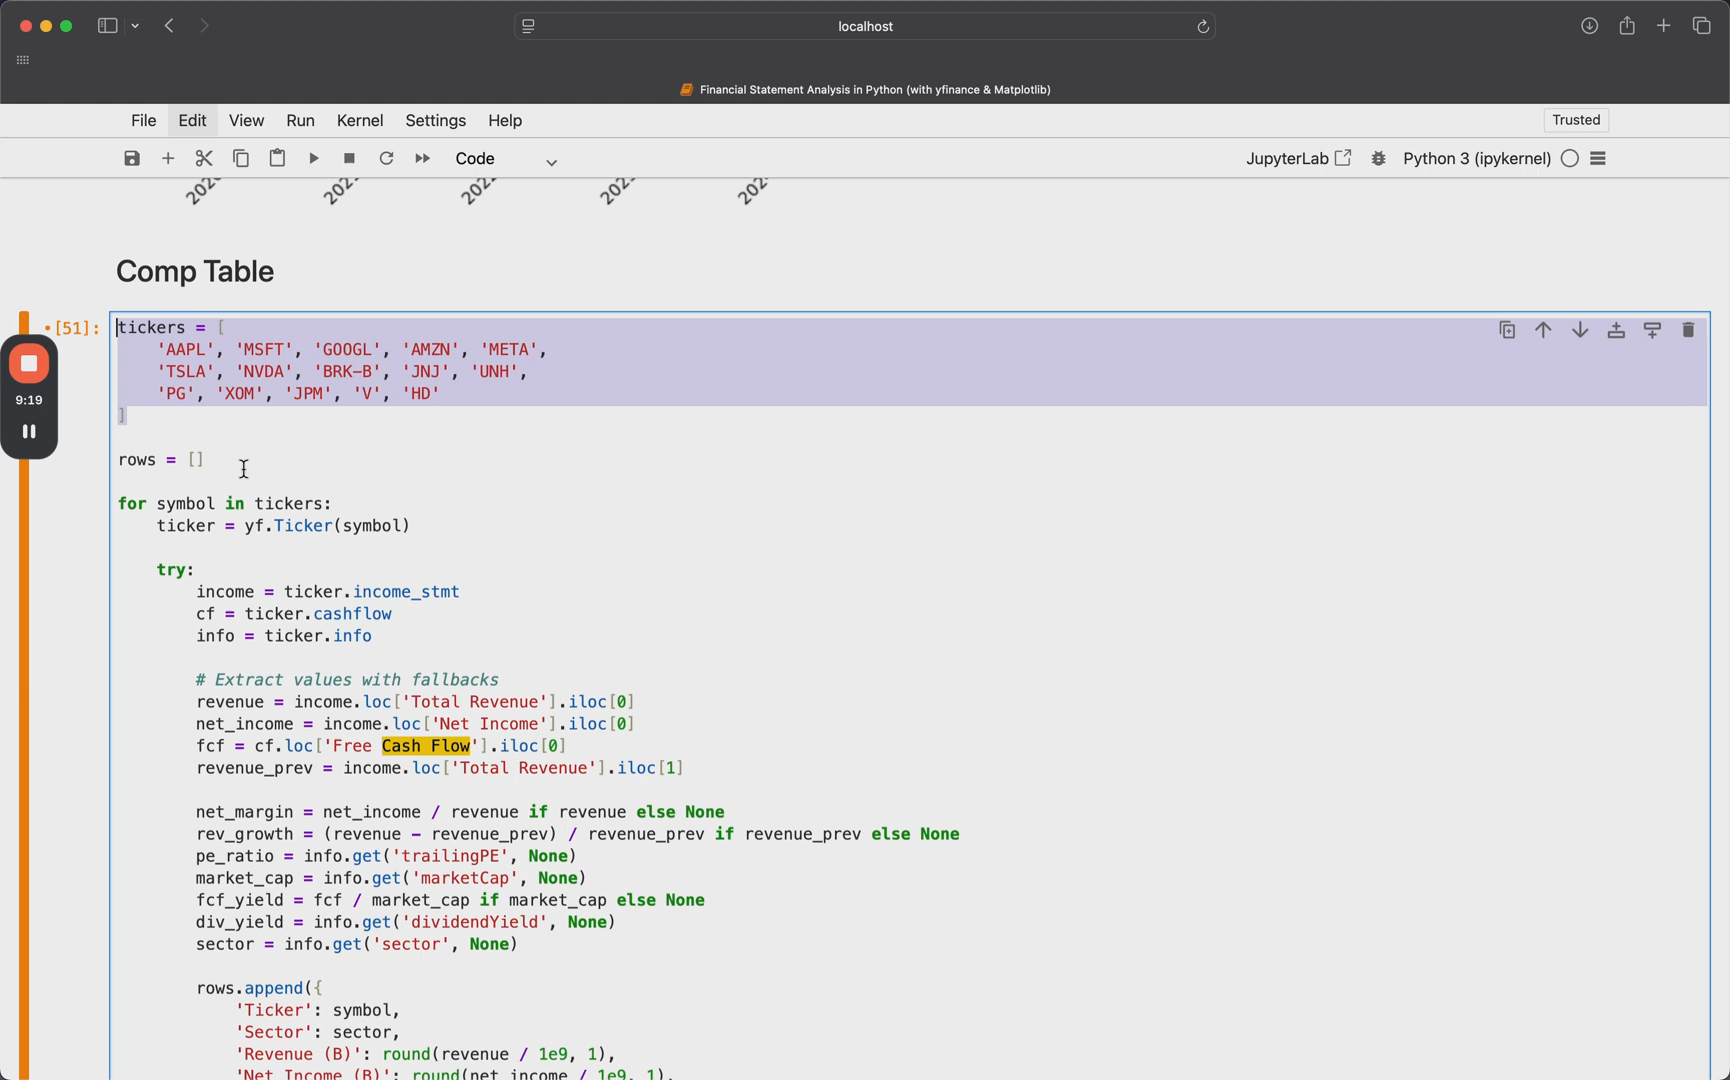 localhost
Financial Statement Analysis in Python (with yfinance & Matplotlib)
File Edit View Run Kernel Settings Help Trusted
Code JupyterLab Python 3 (ipykernel)
Comp Table
•[51]:
tickers = [
'AAPL', 'MSFT', 'GOOGL', 'AMZN', 'META',
'TSLA', 'NVDA', 'BRK-B', 'JNJ', 'UNH',
'PG', 'XOM', 'JPM', 'V', 'HD'
]
9:19
rows = []
for symbol in tickers:
ticker = yf.Ticker(symbol)
try:
income = ticker.income_stmt
cf = ticker.cashflow
info = ticker.info
# Extract values with fallbacks
revenue = income.loc['Total Revenue'].iloc[0]
net_income = income.loc['Net Income'].iloc[0]
fcf = cf.loc['Free Cash Flow'].iloc[0]
revenue_prev = income.loc['Total Revenue'].iloc[1]
net_margin = net_income / revenue if revenue else None
rev_growth = (revenue - revenue_prev) / revenue_prev if revenue_prev else None
pe_ratio = info.get('trailingPE', None)
market_cap = info.get('marketCap', None)
fcf_yield = fcf / market_cap if market_cap else None
div_yield = info.get('dividendYield', None)
sector = info.get('sector', None)
rows.append({
'Ticker': symbol,
'Sector': sector,
'Revenue (B)': round(revenue / 1e9, 1),
'Net Income (B)': round(net_income / 1e9, 1),